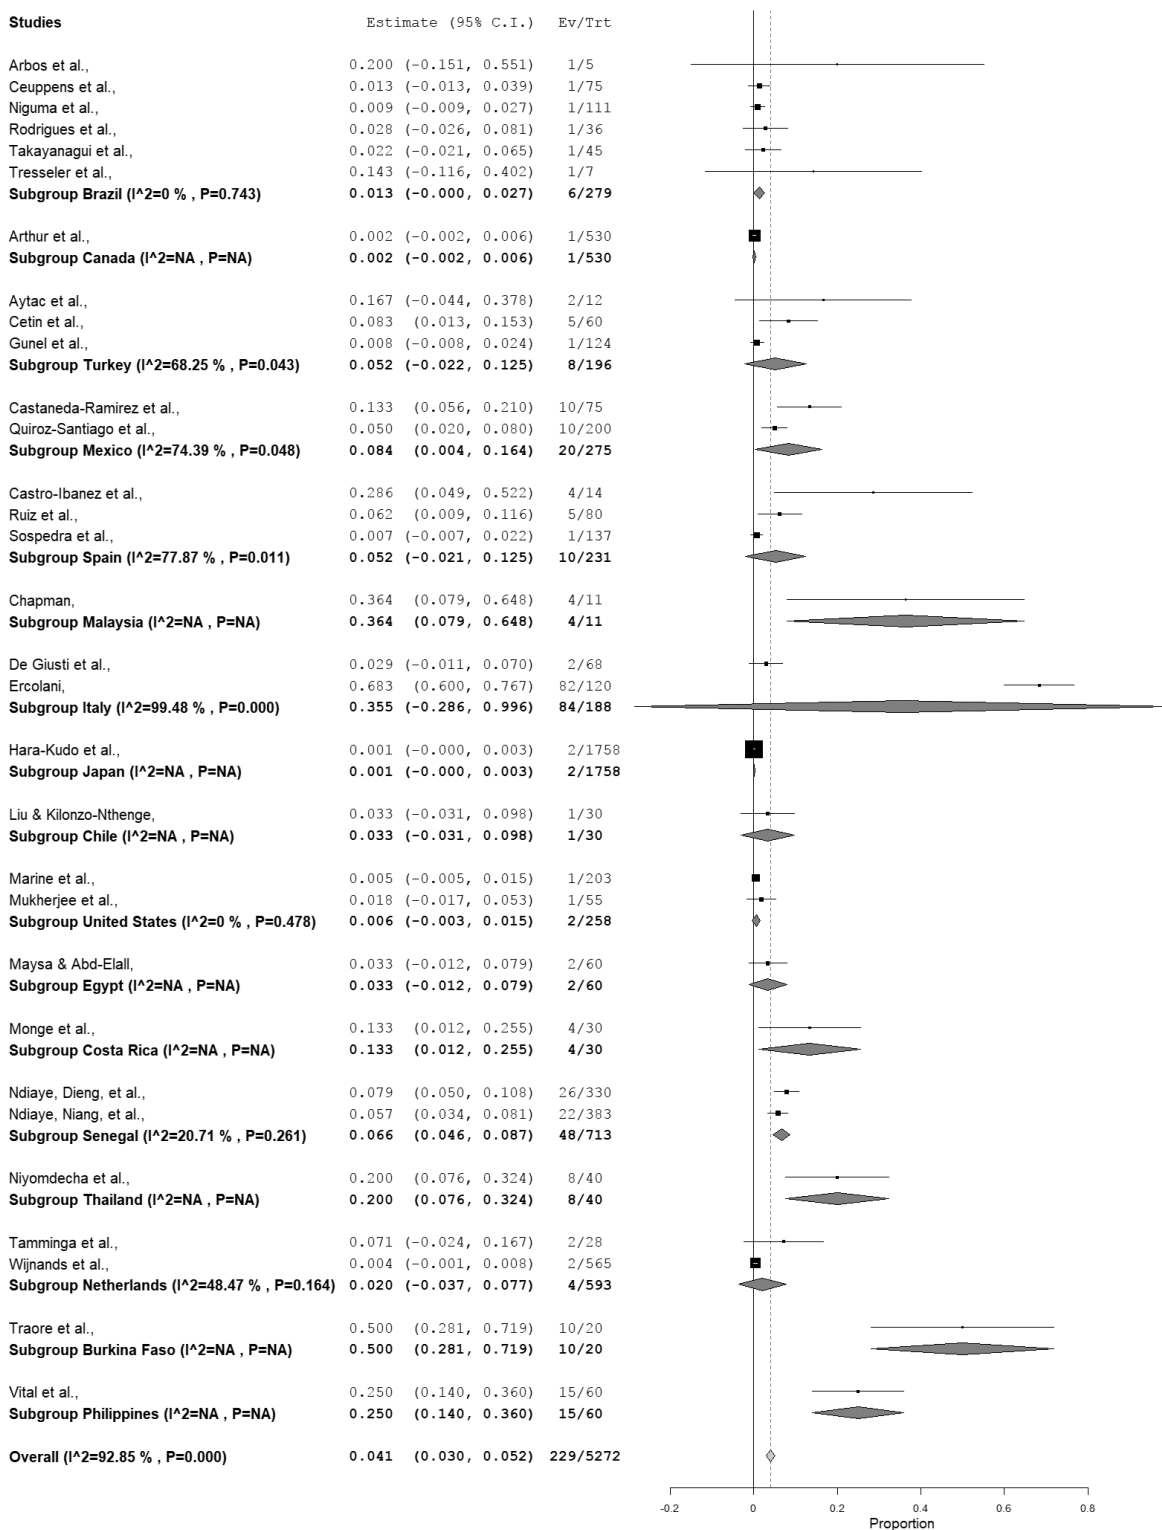 Studies Estimate (95% C.I.) Ev/Trt
Arbos et al., 0.200 (-0.151, 0.551) 1/5
Ceuppens et al., 0.013 (-0.013, 0.039) 1/75
Niguma et al., 0.009 (-0.009, 0.027) 1/111
Rodrigues et al., 0.028 (-0.026, 0.081) 1/36
Takayanagui et al., 0.022 (-0.021, 0.065) 1/45
Tresseler et al., 0.143 (-0.116, 0.402) 1/7
Subgroup Brazil (I^2=0 % , P=0.743) 0.013 (-0.000, 0.027) 6/279
Arthur et al., 0.002 (-0.002, 0.006) 1/530
Subgroup Canada (I^2=NA , P=NA) 0.002 (-0.002, 0.006) 1/530
Aytac et al., 0.167 (-0.044, 0.378) 2/12
Cetin et al., 0.083 (0.013, 0.153) 5/60
Gunel et al., 0.008 (-0.008, 0.024) 1/124
Subgroup Turkey (I^2=68.25 % , P=0.043) 0.052 (-0.022, 0.125) 8/196
Castaneda-Ramirez et al., 0.133 (0.056, 0.210) 10/75
Quiroz-Santiago et al., 0.050 (0.020, 0.080) 10/200
Subgroup Mexico (I^2=74.39 % , P=0.048) 0.084 (0.004, 0.164) 20/275
Castro-Ibanez et al., 0.286 (0.049, 0.522) 4/14
Ruiz et al., 0.062 (0.009, 0.116) 5/80
Sospedra et al., 0.007 (-0.007, 0.022) 1/137
Subgroup Spain (I^2=77.87 % , P=0.011) 0.052 (-0.021, 0.125) 10/231
Chapman, 0.364 (0.079, 0.648) 4/11
Subgroup Malaysia (I^2=NA , P=NA) 0.364 (0.079, 0.648) 4/11
De Giusti et al., 0.029 (-0.011, 0.070) 2/68
Ercolani, 0.683 (0.600, 0.767) 82/120
Subgroup Italy (I^2=99.48 % , P=0.000) 0.355 (-0.286, 0.996) 84/188
Hara-Kudo et al., 0.001 (-0.000, 0.003) 2/1758
Subgroup Japan (I^2=NA , P=NA) 0.001 (-0.000, 0.003) 2/1758
Liu & Kilonzo-Nthenge, 0.033 (-0.031, 0.098) 1/30
Subgroup Chile (I^2=NA , P=NA) 0.033 (-0.031, 0.098) 1/30
Marine et al., 0.005 (-0.005, 0.015) 1/203
Mukherjee et al., 0.018 (-0.017, 0.053) 1/55
Subgroup United States (I^2=0 % , P=0.478) 0.006 (-0.003, 0.015) 2/258
Maysa & Abd-Elall, 0.033 (-0.012, 0.079) 2/60
Subgroup Egypt (I^2=NA , P=NA) 0.033 (-0.012, 0.079) 2/60
Monge et al., 0.133 (0.012, 0.255) 4/30
Subgroup Costa Rica (I^2=NA , P=NA) 0.133 (0.012, 0.255) 4/30
Ndiaye, Dieng, et al., 0.079 (0.050, 0.108) 26/330
Ndiaye, Niang, et al., 0.057 (0.034, 0.081) 22/383
Subgroup Senegal (I^2=20.71 % , P=0.261) 0.066 (0.046, 0.087) 48/713
Niyomdecha et al., 0.200 (0.076, 0.324) 8/40
Subgroup Thailand (I^2=NA , P=NA) 0.200 (0.076, 0.324) 8/40
Tamminga et al., 0.071 (-0.024, 0.167) 2/28
Wijnands et al., 0.004 (-0.001, 0.008) 2/565
Subgroup Netherlands (I^2=48.47 % , P=0.164) 0.020 (-0.037, 0.077) 4/593
Traore et al., 0.500 (0.281, 0.719) 10/20
Subgroup Burkina Faso (I^2=NA , P=NA) 0.500 (0.281, 0.719) 10/20
Vital et al., 0.250 (0.140, 0.360) 15/60
Subgroup Philippines (I^2=NA , P=NA) 0.250 (0.140, 0.360) 15/60
Overall (I^2=92.85 % , P=0.000) 0.041 (0.030, 0.052) 229/5272
-0.2 0 0.2 0.4 0.6 0.8
Proportion